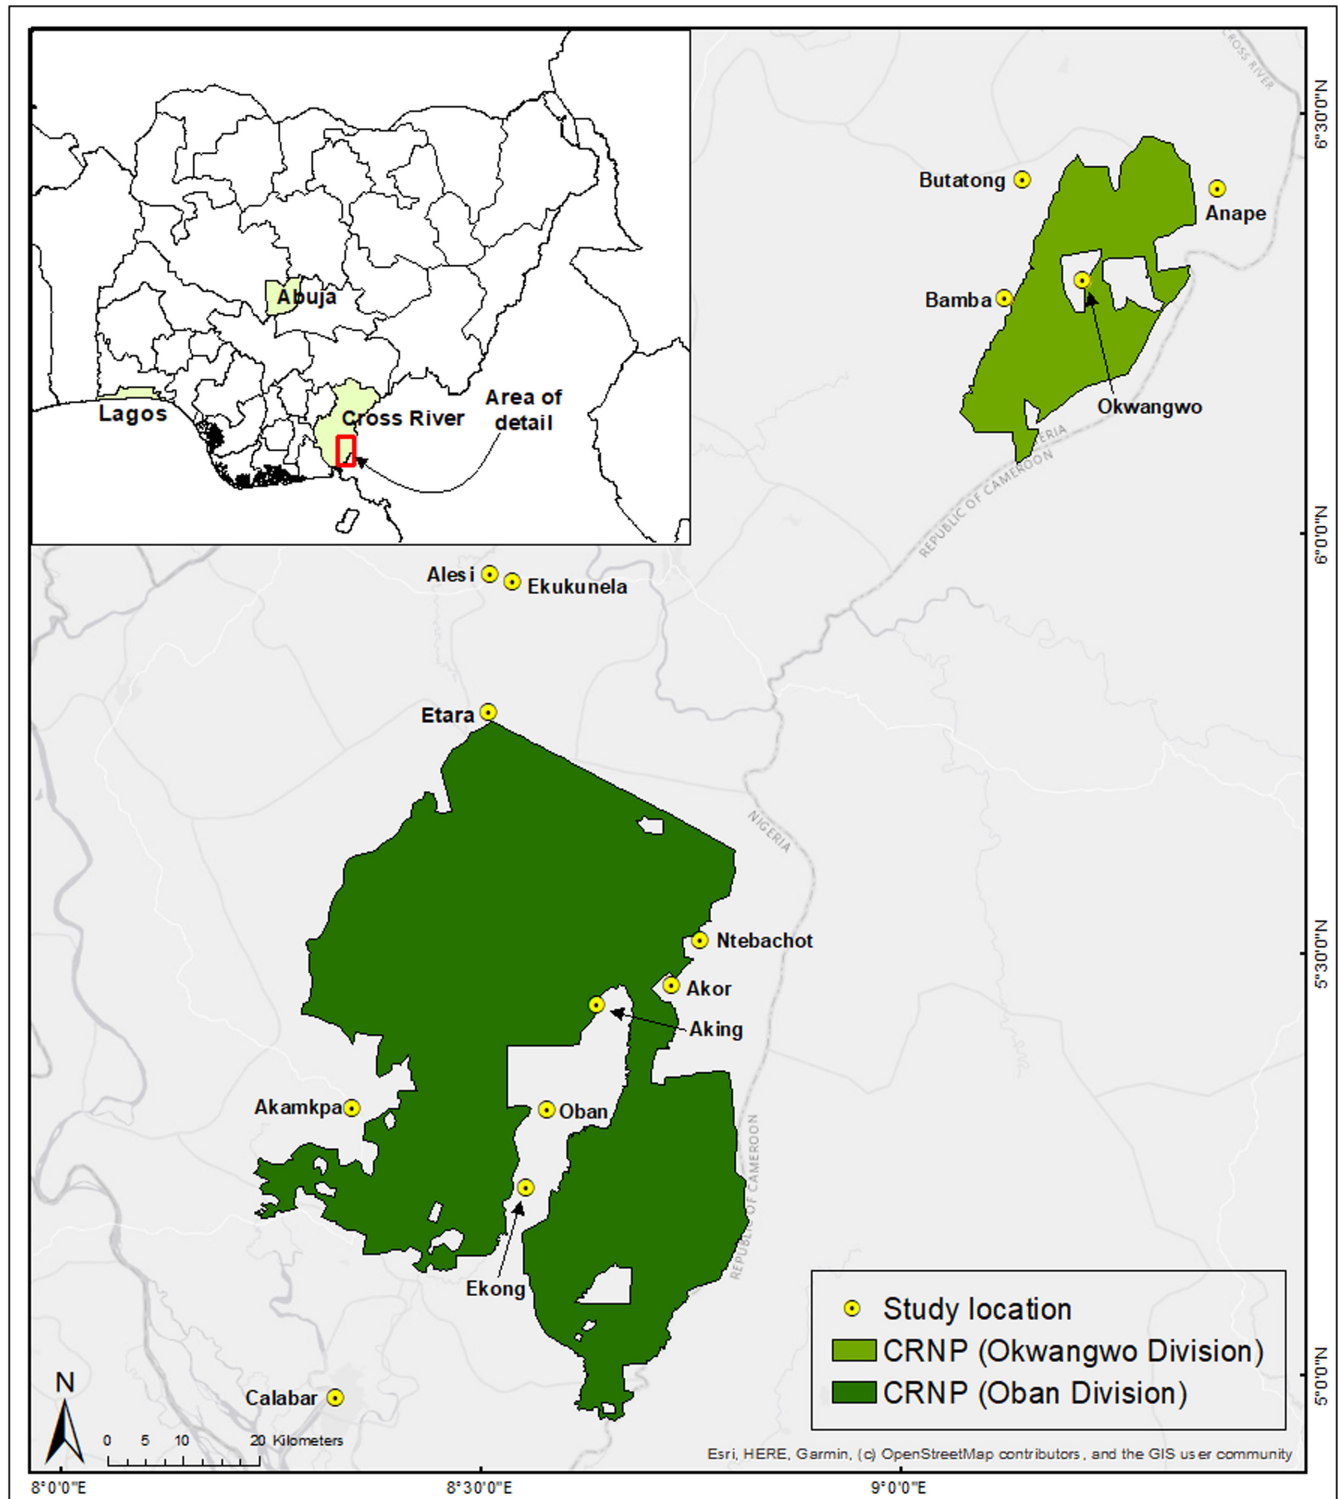 Abuja
Lagos
Cross River
Area of
detail
CROSS RIVER
6°30'0"N
Butatong
Anape
Bamba
Okwangwo
REPUBLIC OF CAMEROON
6°0'0"N
Alesi
Ekukunela
Etara
NIGERIA
Ntebachot
5°30'0"N
Akor
Aking
Akamkpa
Oban
REPUBLIC OF CAMEROON
Ekong
Study location
CRNP (Okwangwo Division)
CRNP (Oban Division)
5°0'0"N
N
Calabar
0 5 10 20 Kilometers
Esri, HERE, Garmin, (c) OpenStreetMap contributors, and the GIS user community
8°0'0"E
8°30'0"E
9°0'0"E